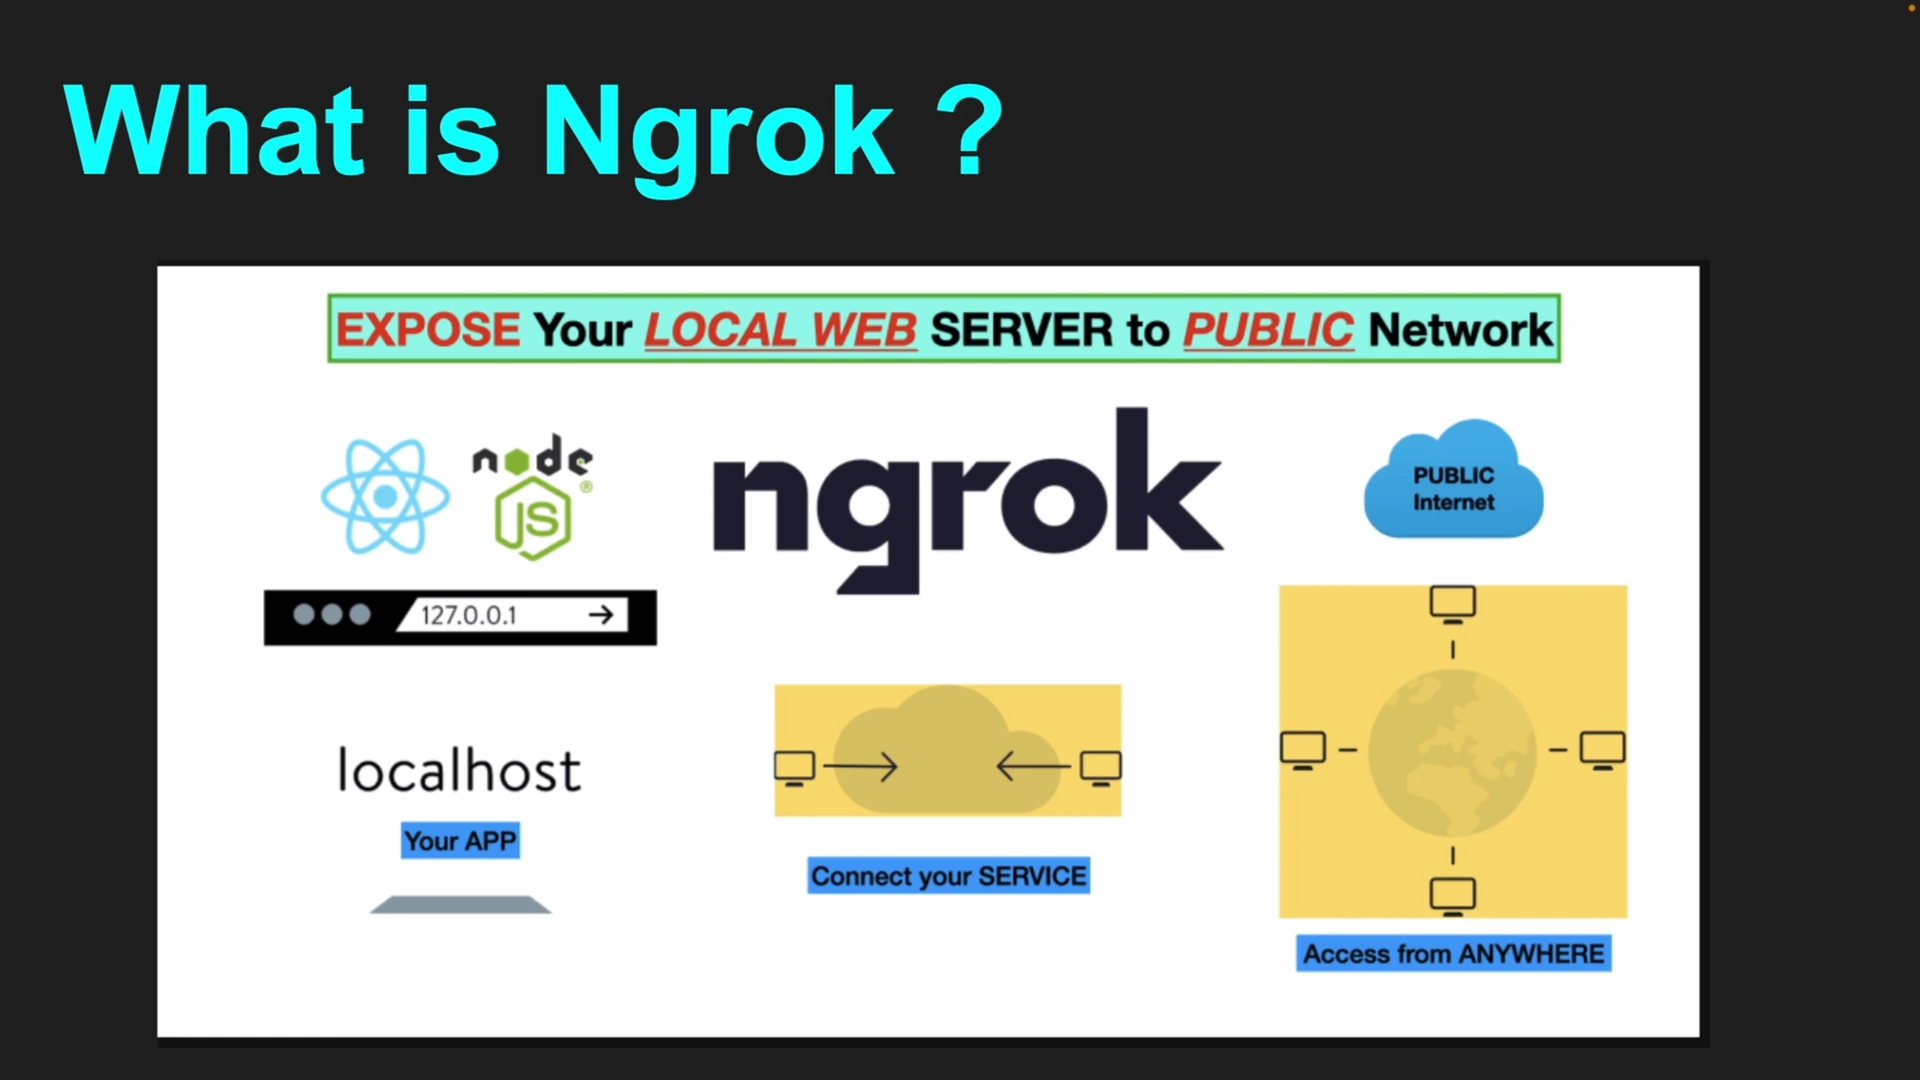 What is Ngrok ?
EXPOSE Your LOCAL WEB SERVER to PUBLIC Network
node
JS
®
ngrok
PUBLIC
Internet
127.0.0.1
localhost
Your APP
Connect your SERVICE
Access from ANYWHERE